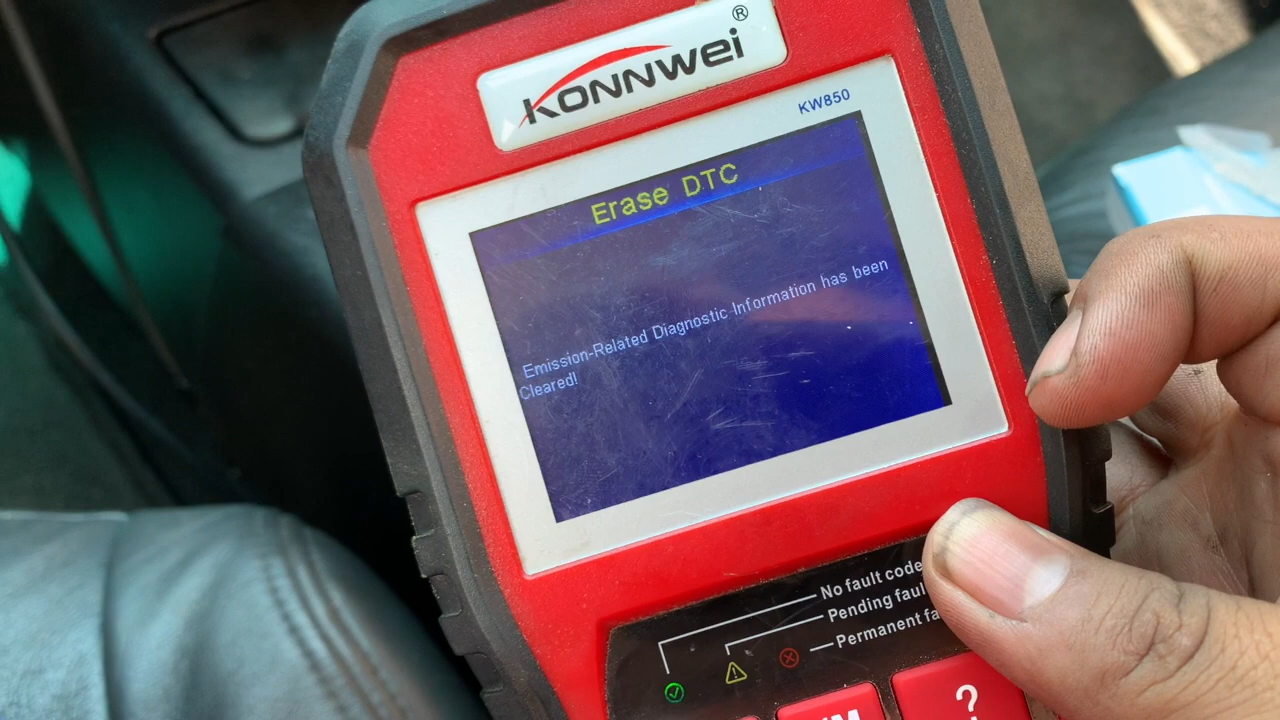 KONNWEI ®
KW850
Erase DTC
Emission-Related Diagnostic Information has been
Cleared!
No fault code
Pending faul
Permanent fa
?